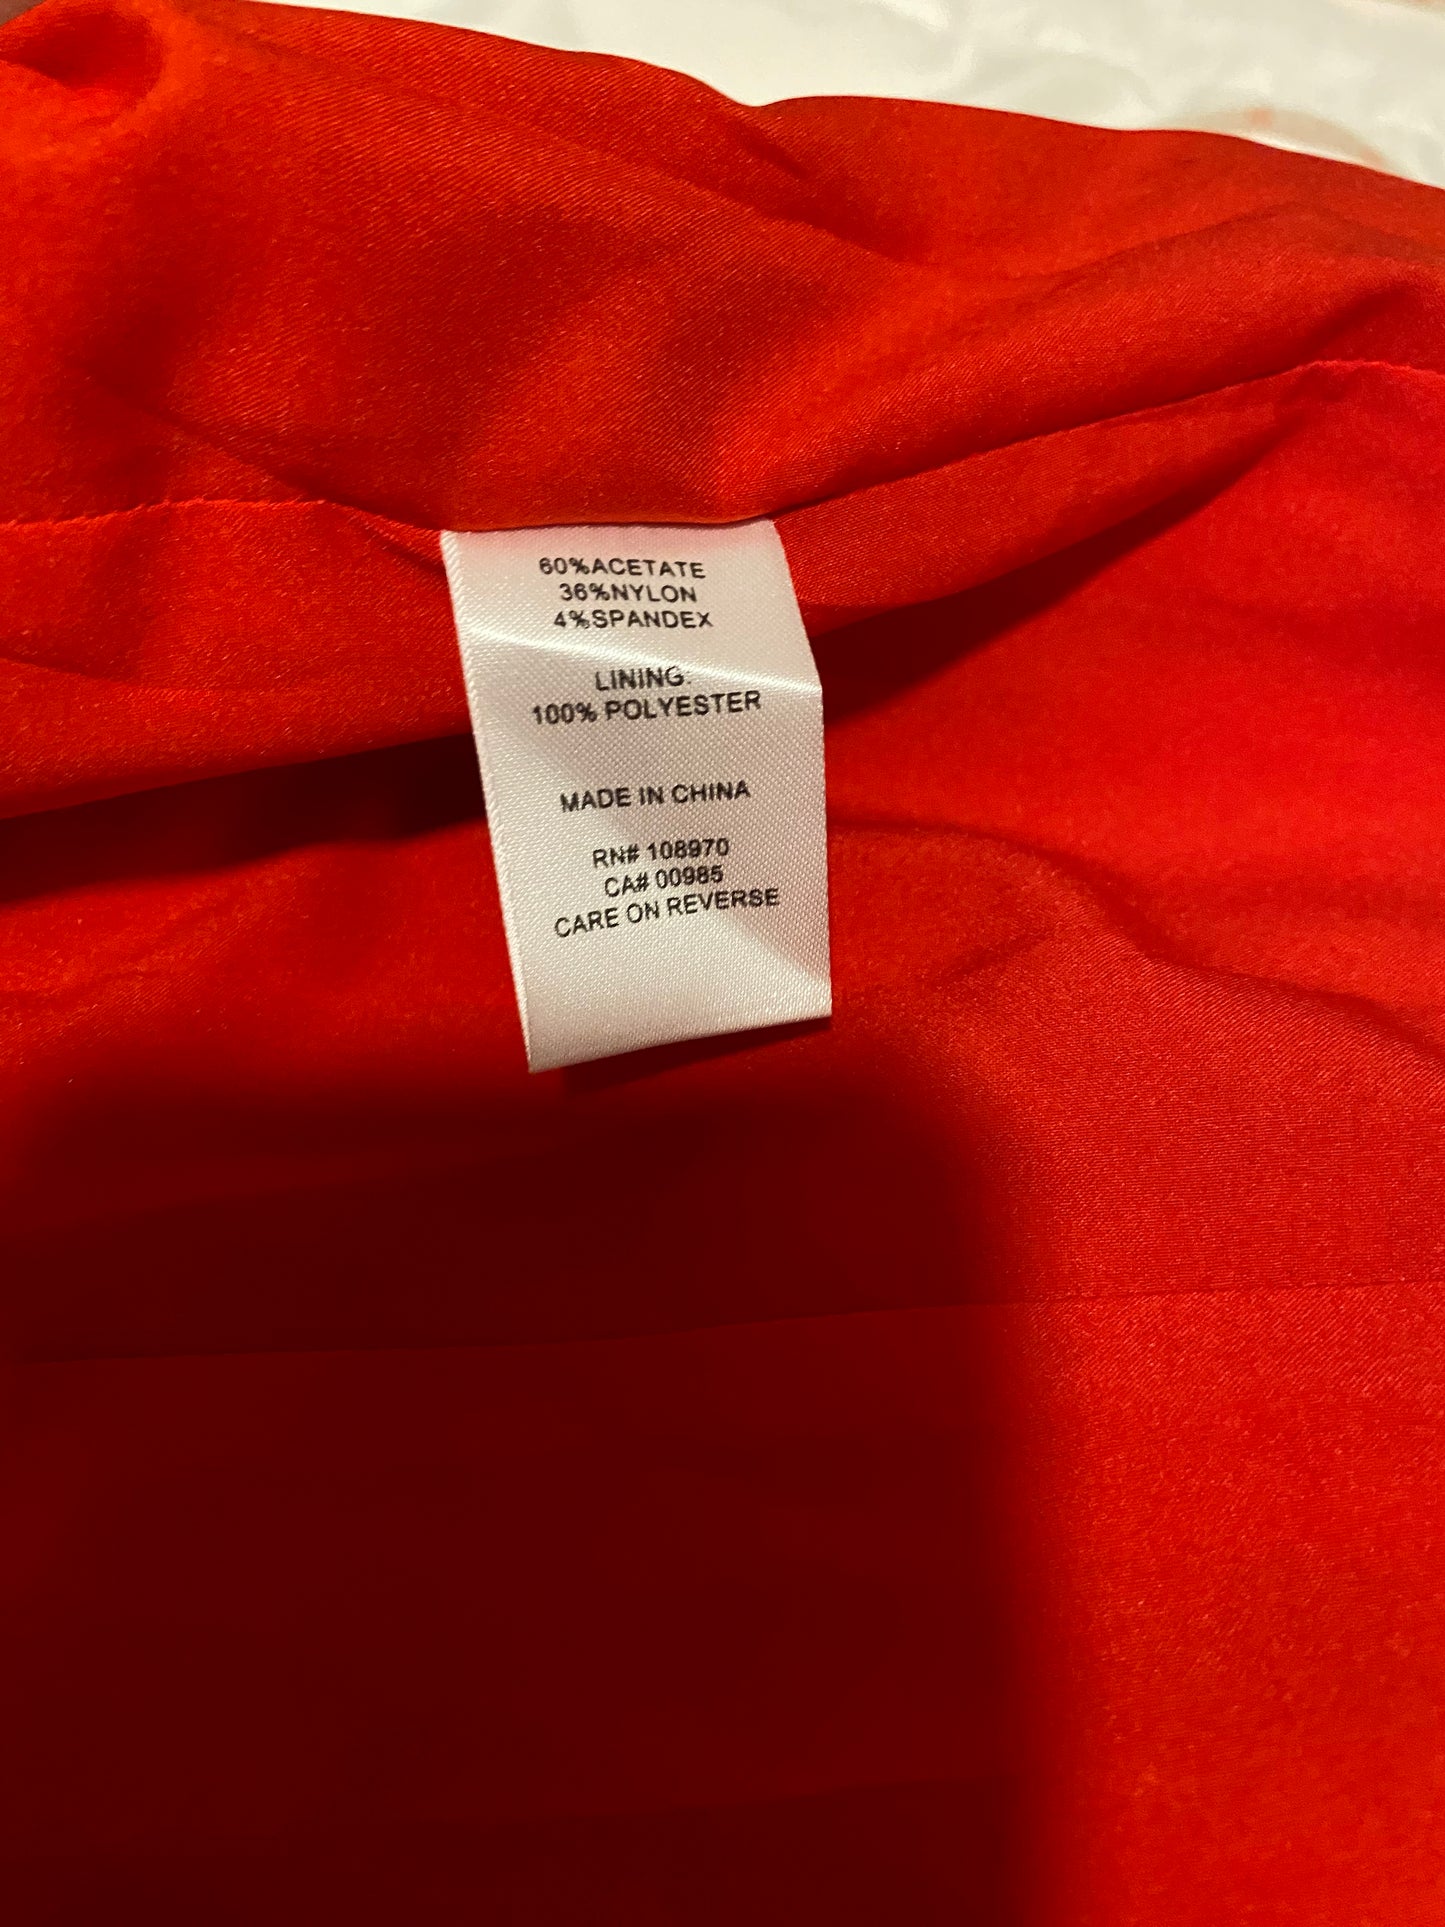 60%ACETATE
36%NYLON
4%SPANDEX
LINING:
100% POLYESTER
MADE IN CHINA
RN# 108970
CA# 00985
CARE ON REVERSE